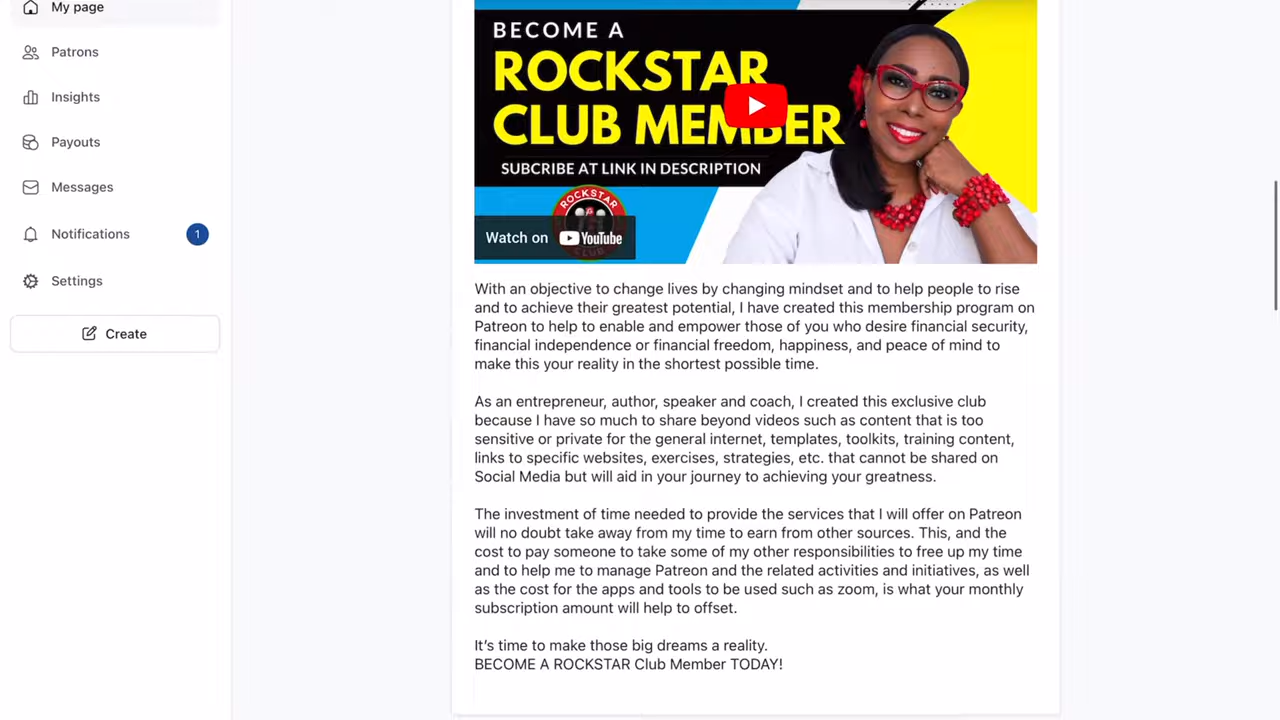 My page
Patrons
Insights
Payouts
Messages
Notifications
1
Settings
Create
BECOME A
ROCKSTAR
CLUB MEMBER
SUBCRIBE AT LINK IN DESCRIPTION
ROCKSTAR
CLUB
Watch on YouTube
With an objective to change lives by changing mindset and to help people to rise
and to achieve their greatest potential, I have created this membership program on
Patreon to help to enable and empower those of you who desire financial security,
financial independence or financial freedom, happiness, and peace of mind to
make this your reality in the shortest possible time.
As an entrepreneur, author, speaker and coach, I created this exclusive club
because I have so much to share beyond videos such as content that is too
sensitive or private for the general internet, templates, toolkits, training content,
links to specific websites, exercises, strategies, etc. that cannot be shared on
Social Media but will aid in your journey to achieving your greatness.
The investment of time needed to provide the services that I will offer on Patreon
will no doubt take away from my time to earn from other sources. This, and the
cost to pay someone to take some of my other responsibilities to free up my time
and to help me to manage Patreon and the related activities and initiatives, as well
as the cost for the apps and tools to be used such as zoom, is what your monthly
subscription amount will help to offset.
It's time to make those big dreams a reality.
BECOME A ROCKSTAR Club Member TODAY!